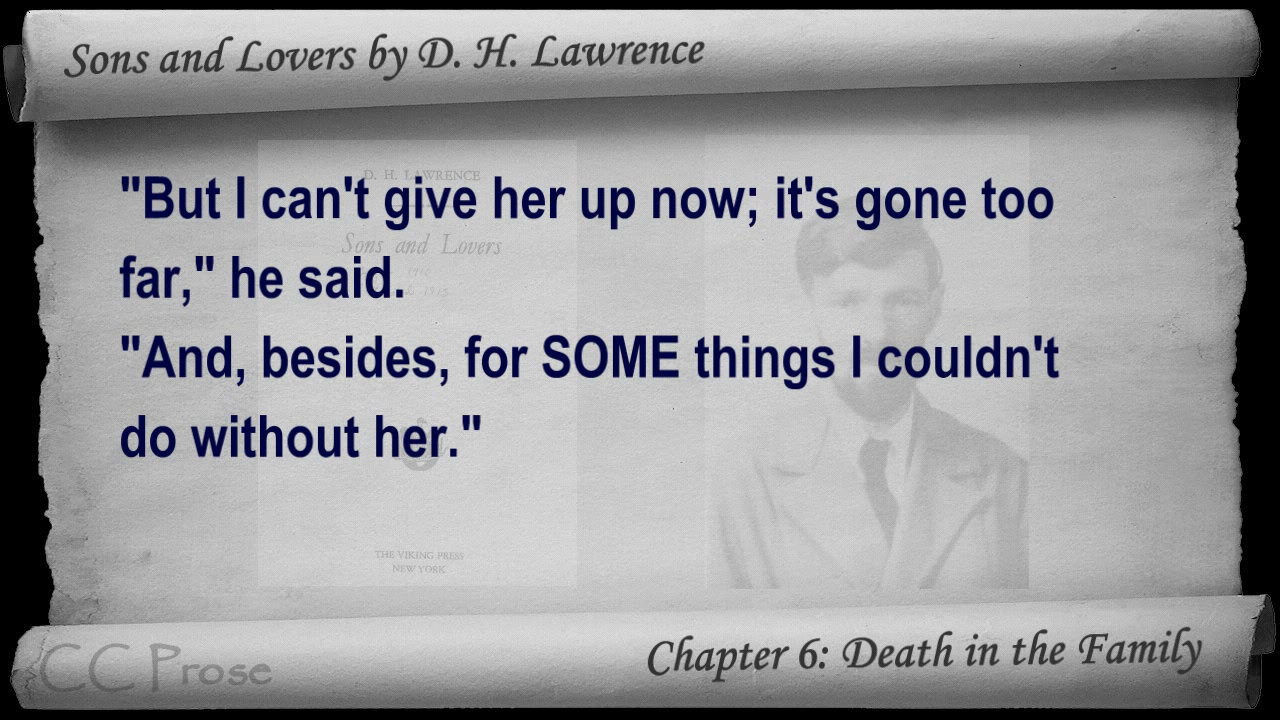 Sons and Lovers by D. H. Lawrence
D. H. LAWRENCE
"But I can't give her up now; it's gone too
Sons and Lovers
far," he said.
"And, besides, for SOME things I couldn't
do without her."
THE VIKING PRESS
NEW YORK
Chapter 6: Death in the Family
CC Prose